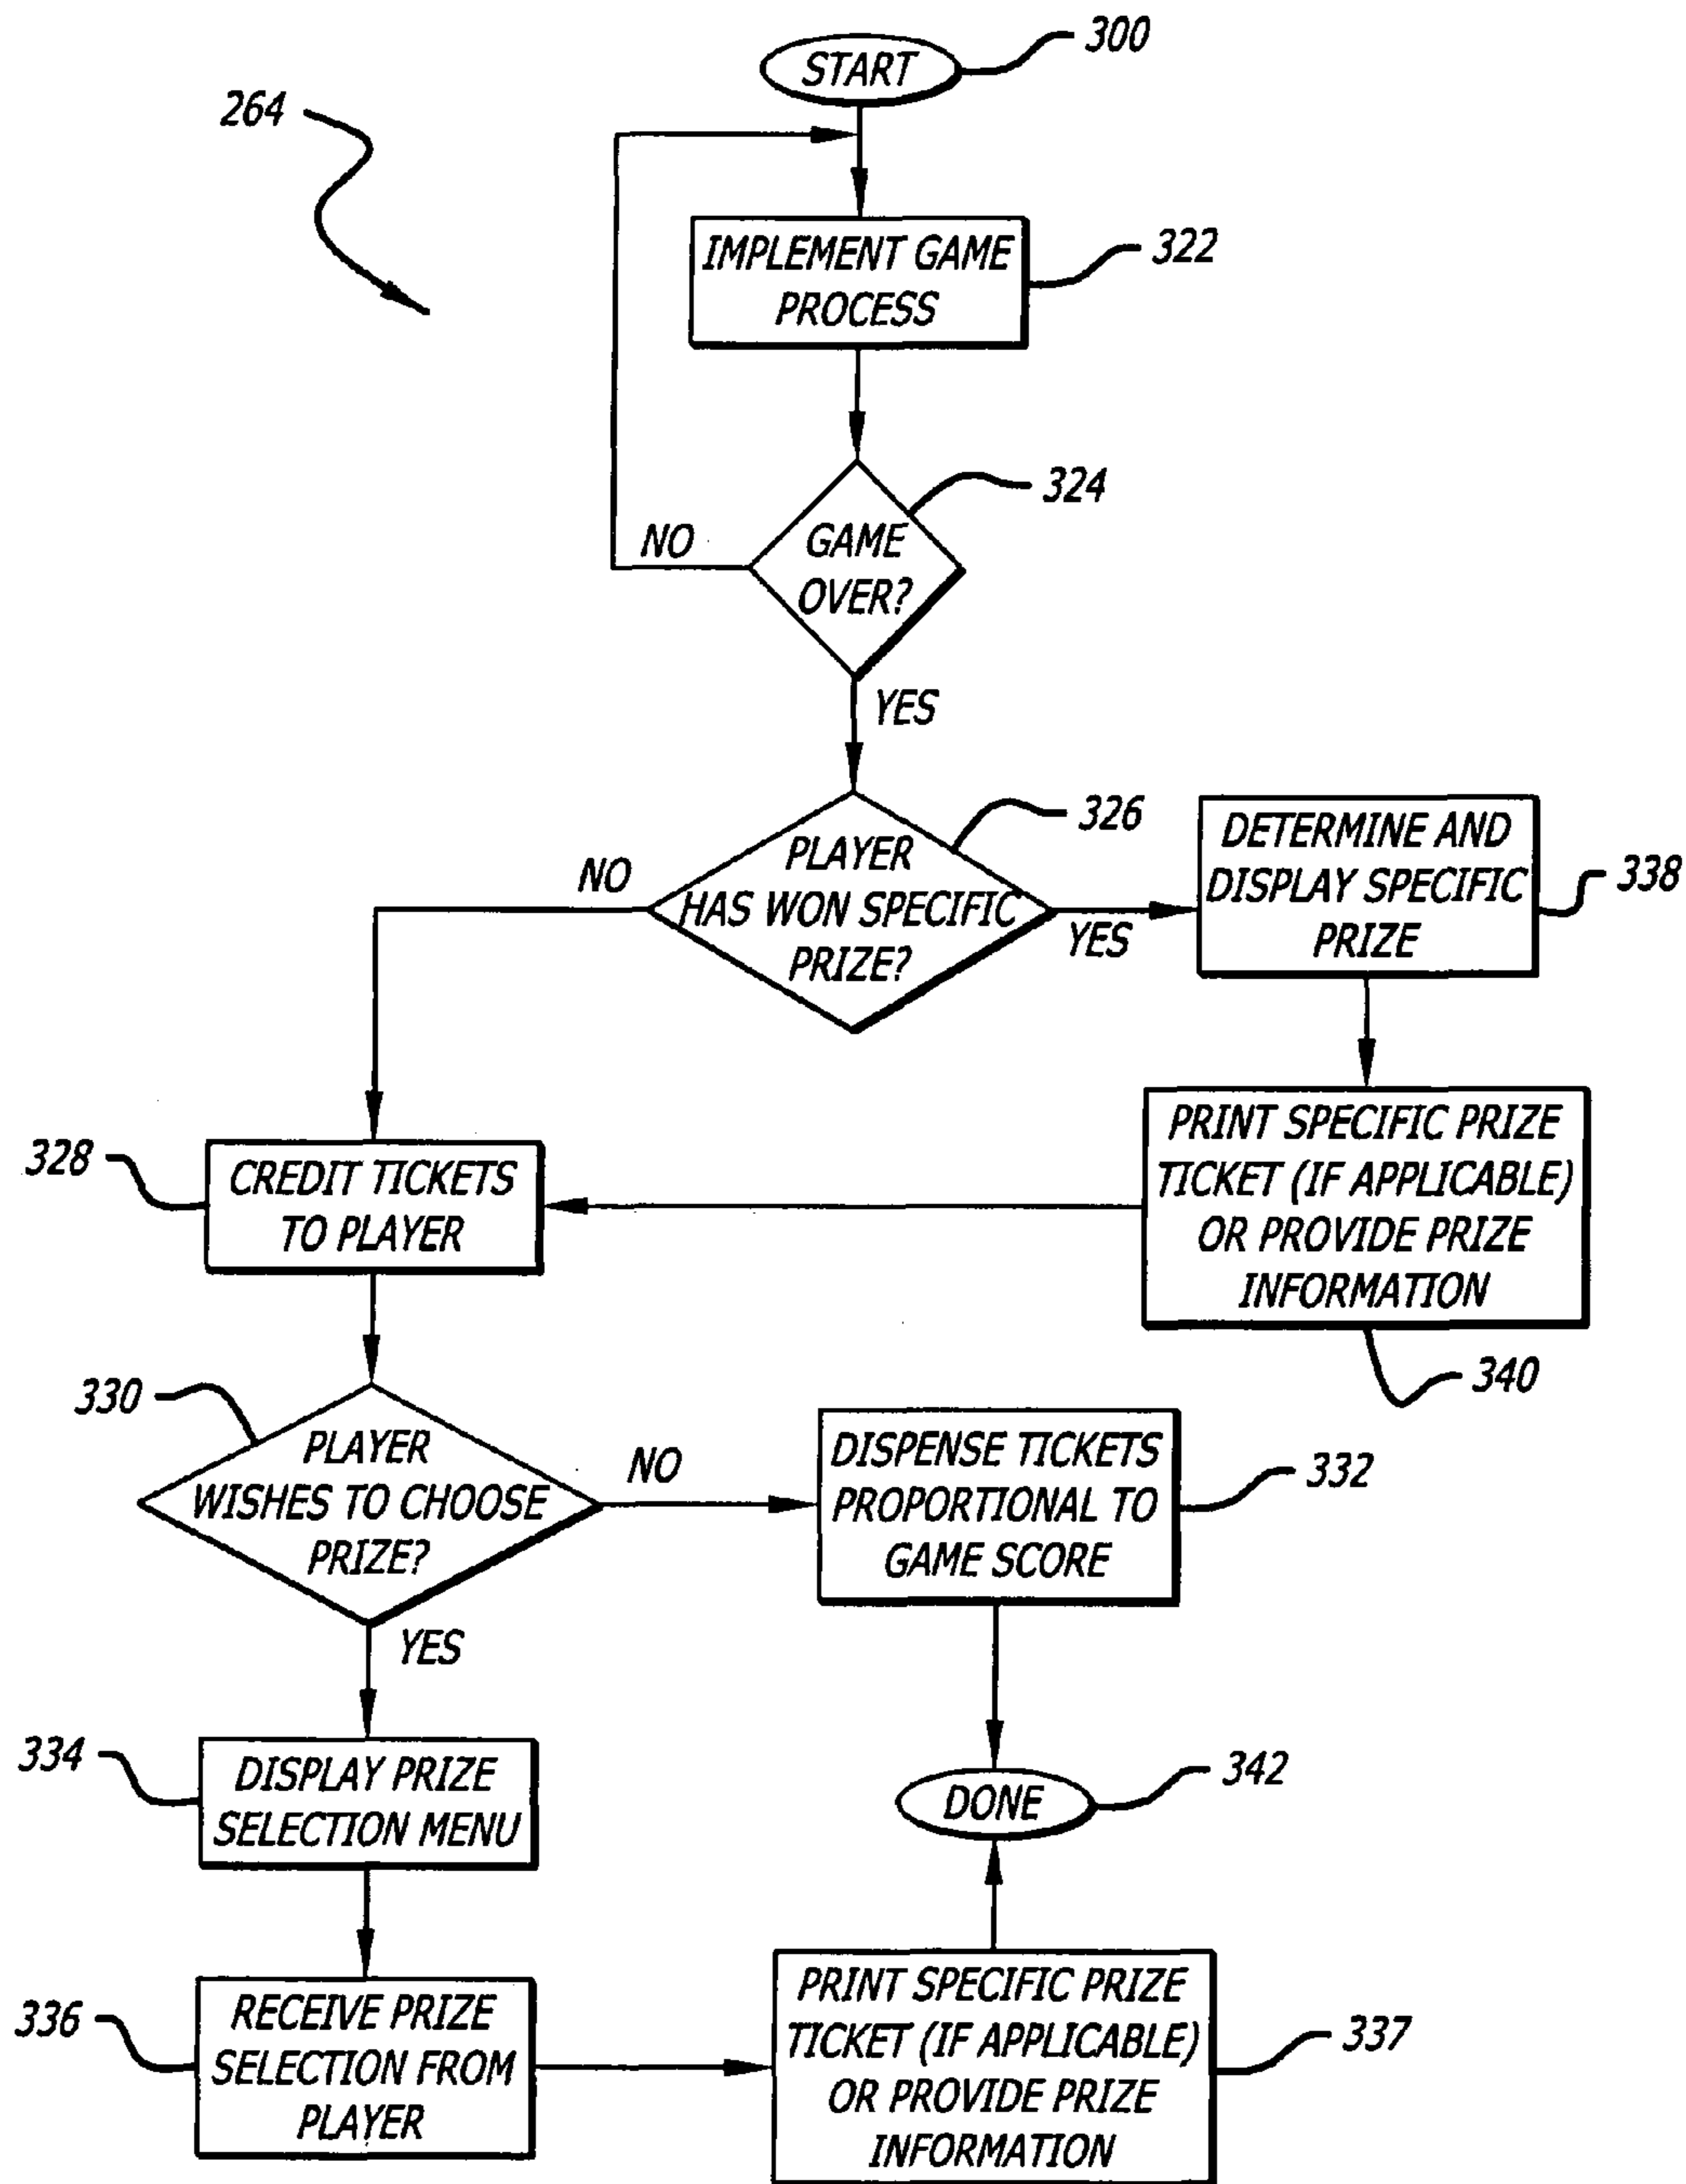 START
300
264
IMPLEMENT GAME
PROCESS
322
GAME
OVER?
324
NO
YES
PLAYER
HAS WON SPECIFIC
PRIZE?
326
NO
YES
DETERMINE AND
DISPLAY SPECIFIC
PRIZE
338
PRINT SPECIFIC PRIZE
TICKET (IF APPLICABLE)
OR PROVIDE PRIZE
INFORMATION
340
328
CREDIT TICKETS
TO PLAYER
330
PLAYER
WISHES TO CHOOSE
PRIZE?
NO
YES
DISPENSE TICKETS
PROPORTIONAL TO
GAME SCORE
332
334
DISPLAY PRIZE
SELECTION MENU
DONE
342
336
RECEIVE PRIZE
SELECTION FROM
PLAYER
PRINT SPECIFIC PRIZE
TICKET (IF APPLICABLE)
OR PROVIDE PRIZE
INFORMATION
337